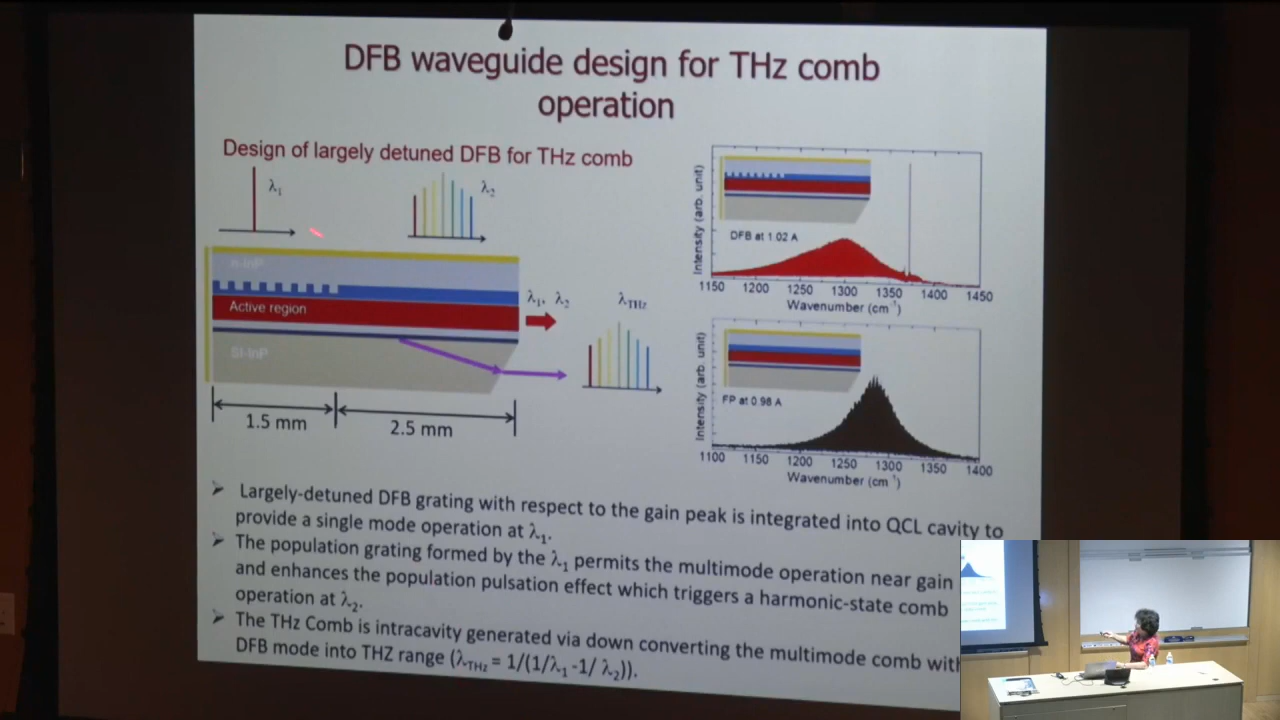 DFB waveguide design for THz comb
operation
Design of largely detuned DFB for THz comb
λ1
λ2
n-InP
Active region
SI-InP
λ1, λ2
λTHz
1.5 mm
2.5 mm
Intensity (arb. unit)
DFB at 1.02 A
1150 1200 1250 1300 1350 1400 1450
Wavenumber (cm⁻¹)
Intensity (arb. unit)
FP at 0.98 A
1100 1150 1200 1250 1300 1350 1400
Wavenumber (cm⁻¹)
➢ Largely-detuned DFB grating with respect to the gain peak is integrated into QCL cavity to
provide a single mode operation at λ1.
➢ The population grating formed by the λ1 permits the multimode operation near gain
and enhances the population pulsation effect which triggers a harmonic-state comb
operation at λ2.
➢ The THz Comb is intracavity generated via down converting the multimode comb with
DFB mode into THZ range (λTHz = 1/(1/λ1 -1/ λ2)).